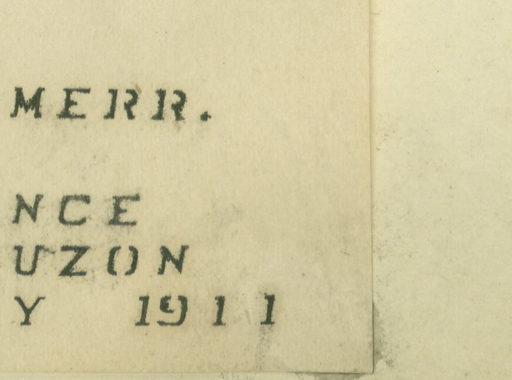 MERR.
NCE
UZON
Y 1911